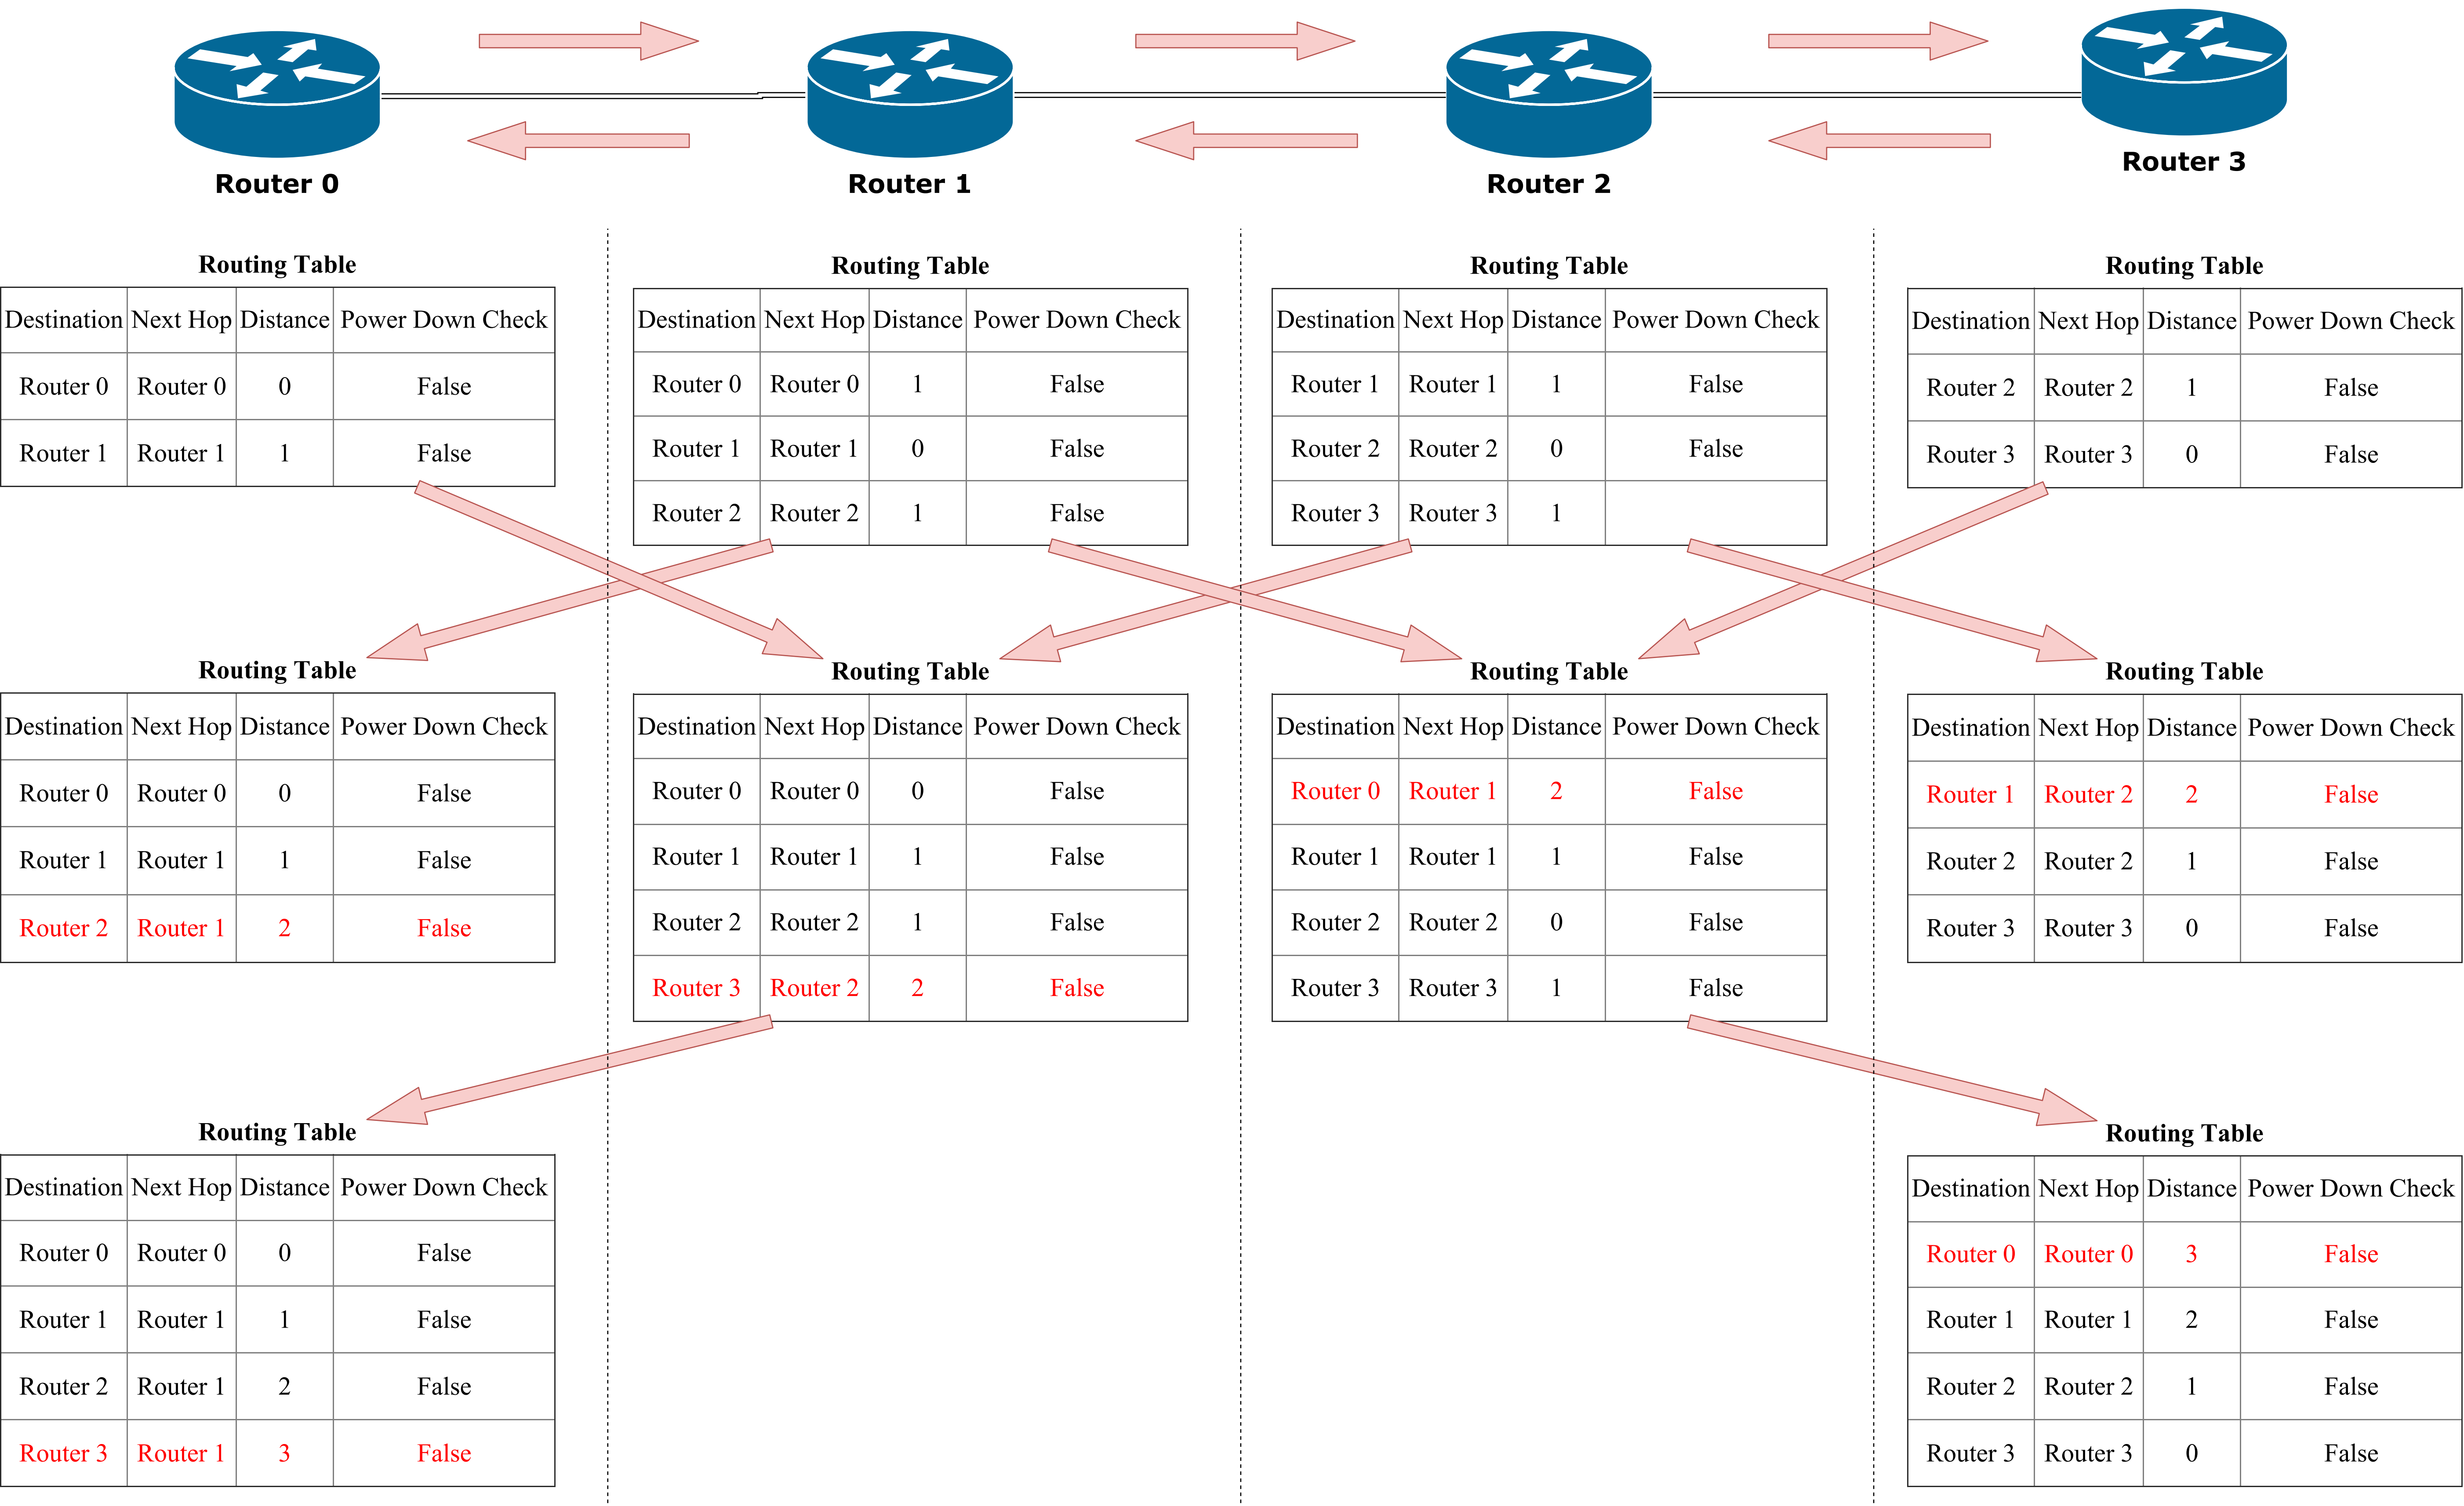 Router 0
Router 1
Router 2
Router 3
Routing Table
Destination Next Hop Distance Power Down Check
Router 0 Router 0 0 False
Router 1 Router 1 1 False
Routing Table
Destination Next Hop Distance Power Down Check
Router 0 Router 0 1 False
Router 1 Router 1 0 False
Router 2 Router 2 1 False
Routing Table
Destination Next Hop Distance Power Down Check
Router 1 Router 1 1 False
Router 2 Router 2 0 False
Router 3 Router 3 1
Routing Table
Destination Next Hop Distance Power Down Check
Router 2 Router 2 1 False
Router 3 Router 3 0 False
Routing Table
Destination Next Hop Distance Power Down Check
Router 0 Router 0 0 False
Router 1 Router 1 1 False
Router 2 Router 1 2 False
Routing Table
Destination Next Hop Distance Power Down Check
Router 0 Router 0 0 False
Router 1 Router 1 1 False
Router 2 Router 2 1 False
Router 3 Router 2 2 False
Routing Table
Destination Next Hop Distance Power Down Check
Router 0 Router 1 2 False
Router 1 Router 1 1 False
Router 2 Router 2 0 False
Router 3 Router 3 1 False
Routing Table
Destination Next Hop Distance Power Down Check
Router 1 Router 2 2 False
Router 2 Router 2 1 False
Router 3 Router 3 0 False
Routing Table
Destination Next Hop Distance Power Down Check
Router 0 Router 0 0 False
Router 1 Router 1 1 False
Router 2 Router 1 2 False
Router 3 Router 1 3 False
Routing Table
Destination Next Hop Distance Power Down Check
Router 0 Router 0 3 False
Router 1 Router 1 2 False
Router 2 Router 2 1 False
Router 3 Router 3 0 False